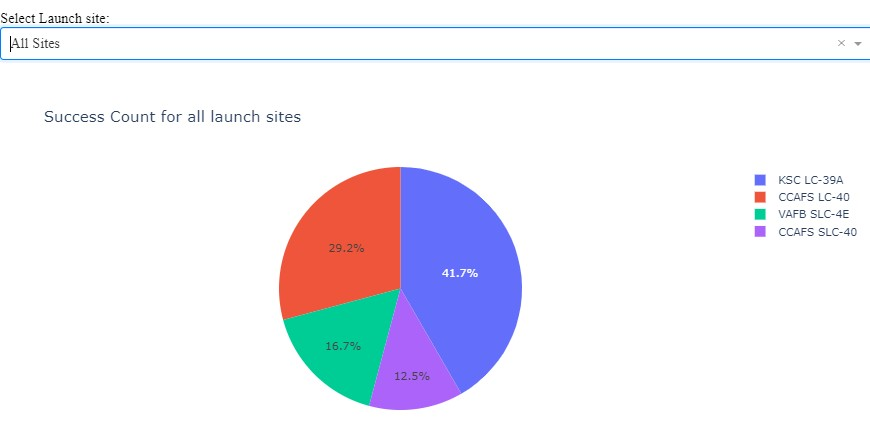 Select Launch site:
All Sites
Success Count for all launch sites
KSC LC-39A
CCAFS LC-40
VAFB SLC-4E
CCAFS SLC-40
29.2%
41.7%
16.7%
12.5%